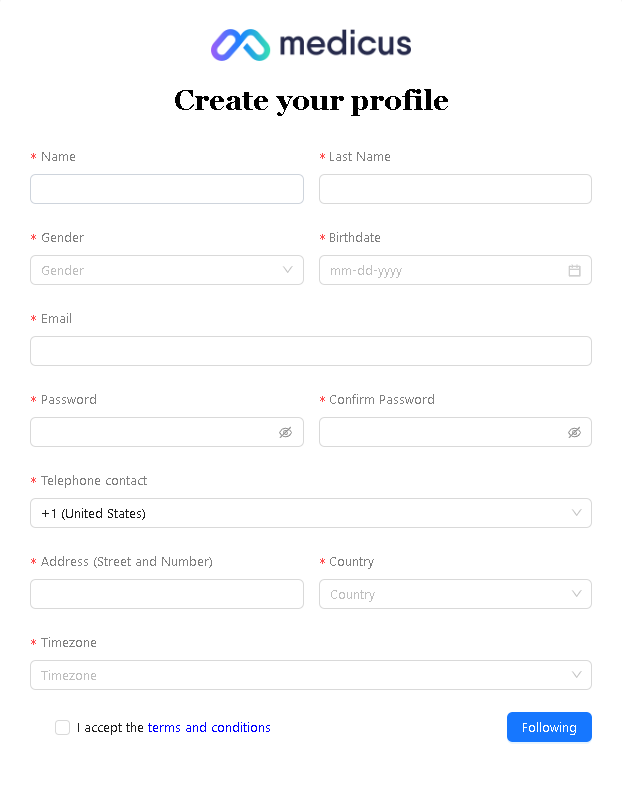 medicus
Create your profile
* Name * Last Name
* Gender * Birthdate
Gender mm-dd-yyyy
* Email
* Password * Confirm Password
* Telephone contact
+1 (United States)
* Address (Street and Number) * Country
Country
* Timezone
Timezone
I accept the terms and conditions Following